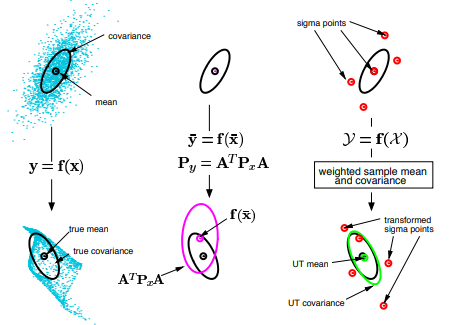 covariance
mean
y = f(x)
true mean
true covariance
ȳ = f(x̄)
P_y = A^T P_x A
f(x̄)
A^T P_x A
sigma points
𝒴 = f(𝒳)
weighted sample mean
and covariance
transformed
sigma points
UT mean
UT covariance